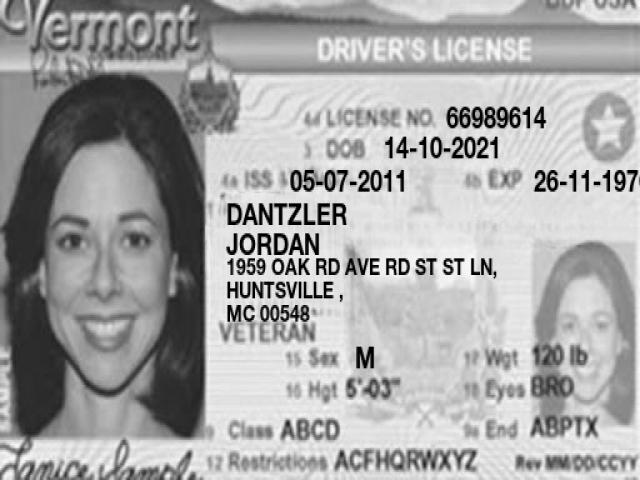 Vermont
DRIVER'S LICENSE
4d LICENSE NO. 66989614
3 DOB 14-10-2021
4a ISS 05-07-2011 4b EXP 26-11-197
DANTZLER
JORDAN
1959 OAK RD AVE RD ST ST LN,
HUNTSVILLE ,
MC 00548
VETERAN
15 Sex M 17 Wgt 120 lb
16 Hgt 5'-03" 18 Eyes BRO
9 Class ABCD 9a End ABPTX
12 Restrictions ACFHQRWXYZ Rev MM/DD/CCYY
Janice Sample